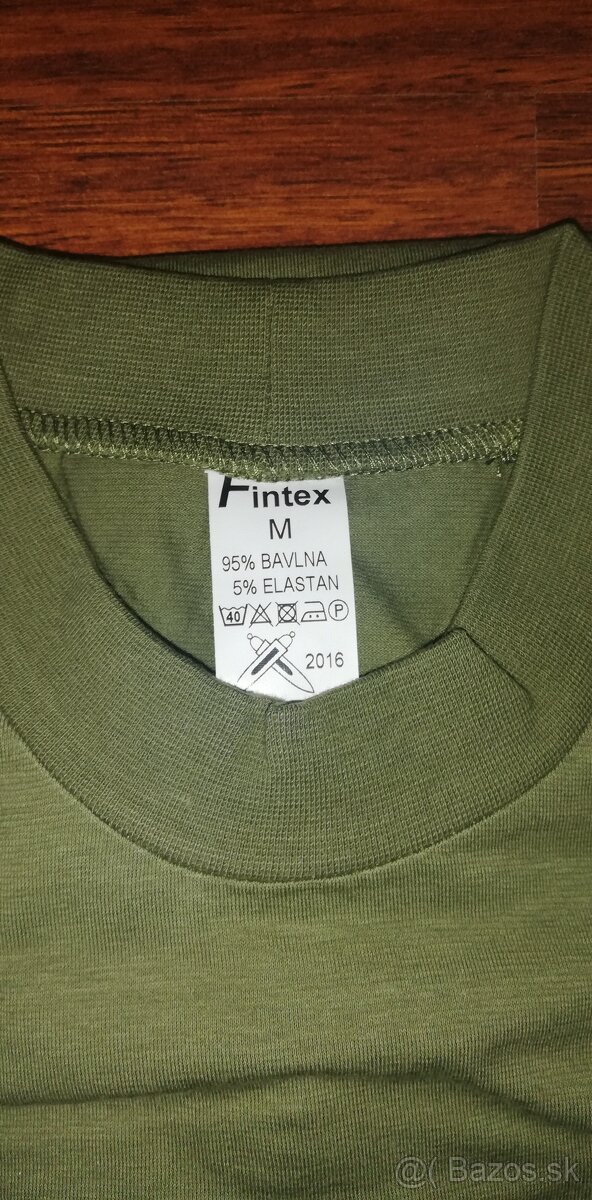 Fintex
M
95% BAVLNA
5% ELASTAN
40 P
2016
@( Bazos.sk